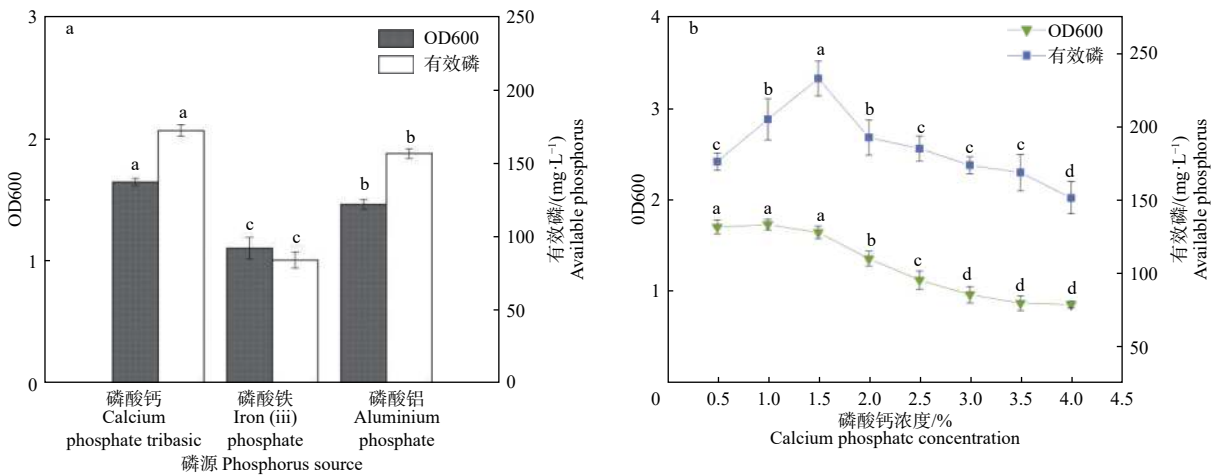 a
OD600
有效磷
3
2
1
0
OD600
a
a
c
c
b
b
250
200
150
100
50
0
有效磷/(mg·L⁻¹)
Available phosphorus
磷酸钙
Calcium
phosphate tribasic
磷酸铁
Iron (iii)
phosphate
磷酸铝
Aluminium
phosphate
磷源 Phosphorus source
b
OD600
有效磷
4
3
2
1
0
0D600
c
b
a
b
c
c
c
d
a
a
a
b
c
d
d
d
250
200
150
100
50
有效磷/(mg·L⁻¹)
Available phosphorus
0.5 1.0 1.5 2.0 2.5 3.0 3.5 4.0 4.5
磷酸钙浓度/%
Calcium phosphatc concentration